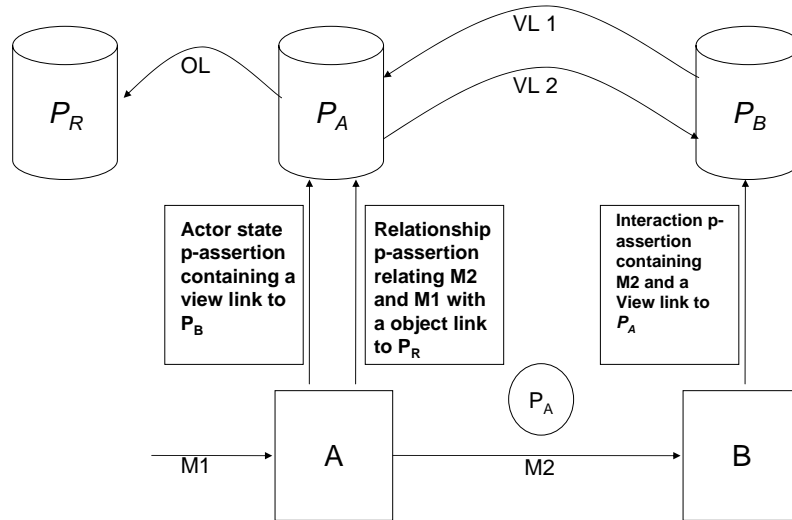 VL 1
OL
VL 2
P_R
P_A
P_B
Actor state
p-assertion
containing a
view link to
P_B
Relationship
p-assertion
relating M2
and M1 with
a object link
to P_R
Interaction p-
assertion
containing
M2 and a
View link to
P_A
P_A
A
B
M1
M2